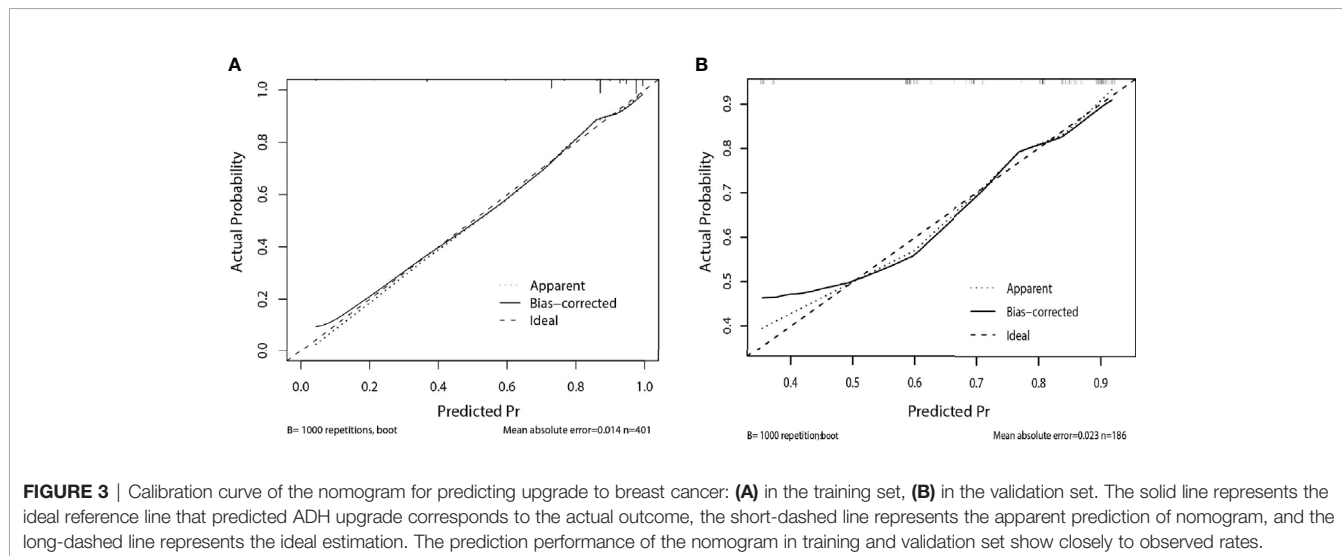 A
Actual Probability
1.0
0.8
0.6
0.4
0.2
0.0
Apparent
Bias-corrected
Ideal
0.0 0.2 0.4 0.6 0.8 1.0
Predicted Pr
B= 1000 repetitions, boot Mean absolute error=0.014 n=401
B
Actual Probability
0.9
0.8
0.7
0.6
0.5
0.4
Apparent
Bias-corrected
Ideal
0.4 0.5 0.6 0.7 0.8 0.9
Predicted Pr
B= 1000 repetitions, boot Mean absolute error=0.023 n=186
FIGURE 3 | Calibration curve of the nomogram for predicting upgrade to breast cancer: (A) in the training set, (B) in the validation set. The solid line represents the
ideal reference line that predicted ADH upgrade corresponds to the actual outcome, the short-dashed line represents the apparent prediction of nomogram, and the
long-dashed line represents the ideal estimation. The prediction performance of the nomogram in training and validation set show closely to observed rates.